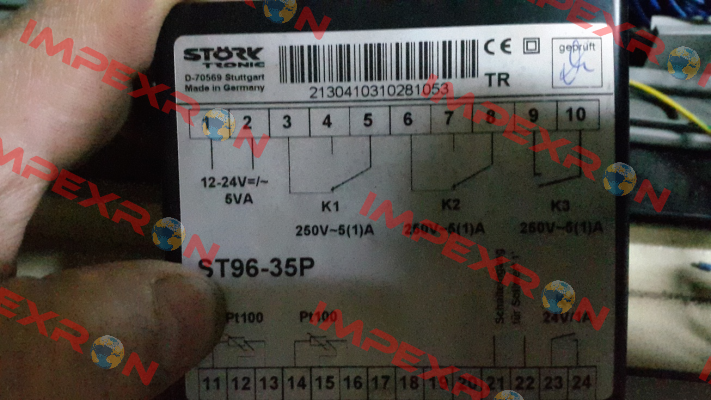 STÖRK
TRONIC
D-70569 Stuttgart
Made in Germany
2130410310281053
CE
TR
geprüft
1 2 3 4 5 6 7 8 9 10
12-24V=/~
5VA
K1
250V~5(1)A
K2
250V~5(1)A
K3
250V~5(1)A
ST96-35P
Pt100
Pt100
für
24V/1A
11 12 13 14 15 16 17 18 19 20 21 22 23 24
IMPEXRON
IMPEXRON
IMPEXRON
IMPEXRON
IMPEXRON